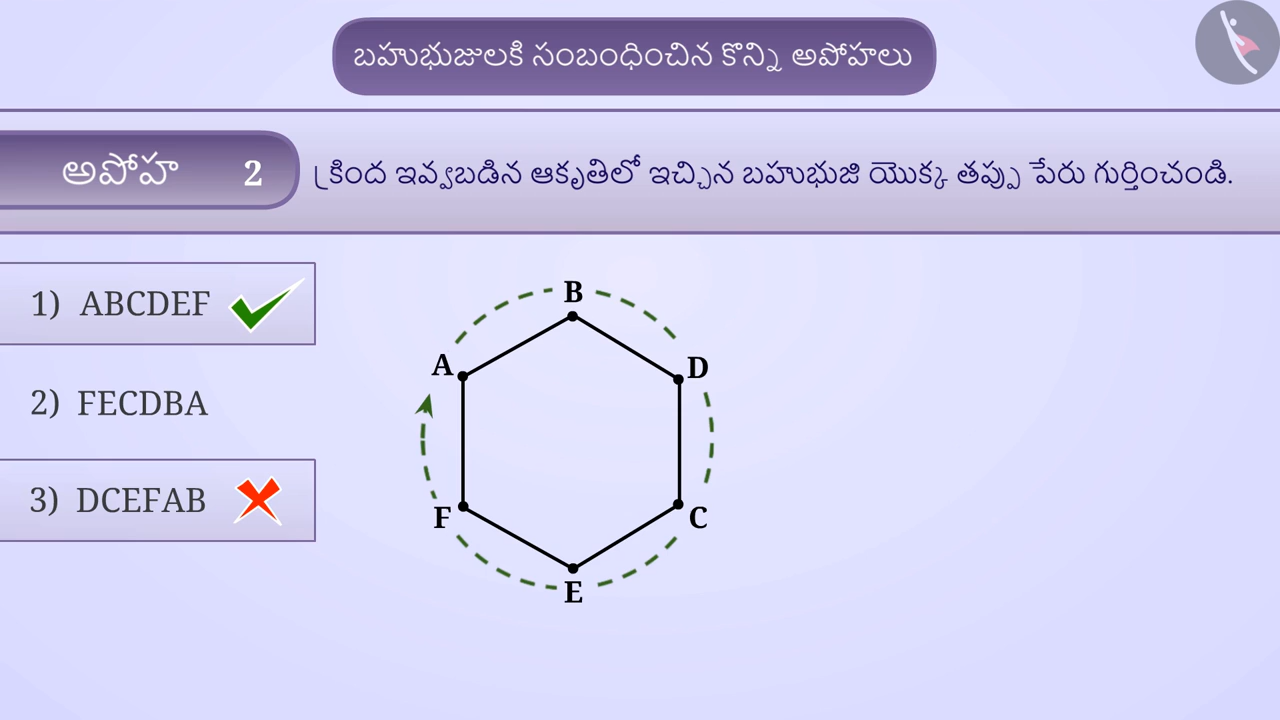 బహుభుజులకి సంబంధించిన కొన్ని అపోహలు
అపోహ 2 క్రింద ఇవ్వబడిన ఆకృతిలో ఇచ్చిన బహుభుజి యొక్క తప్పు పేరు గుర్తించండి.
1) ABCDEF
2) FECDBA
3) DCEFAB
B
A
D
F
C
E